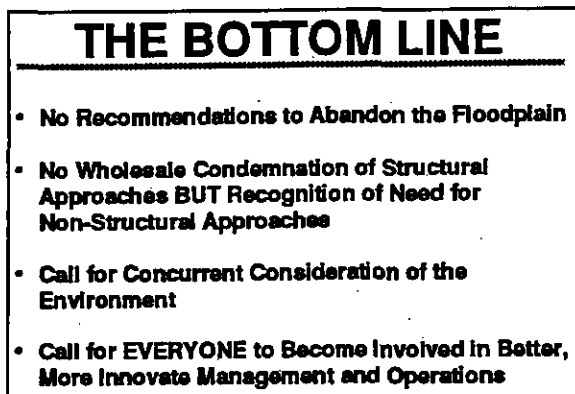 THE BOTTOM LINE
• No Recommendations to Abandon the Floodplain
• No Wholesale Condemnation of Structural
Approaches BUT Recognition of Need for
Non-Structural Approaches
• Call for Concurrent Consideration of the
Environment
• Call for EVERYONE to Become Involved in Better,
More Innovate Management and Operations